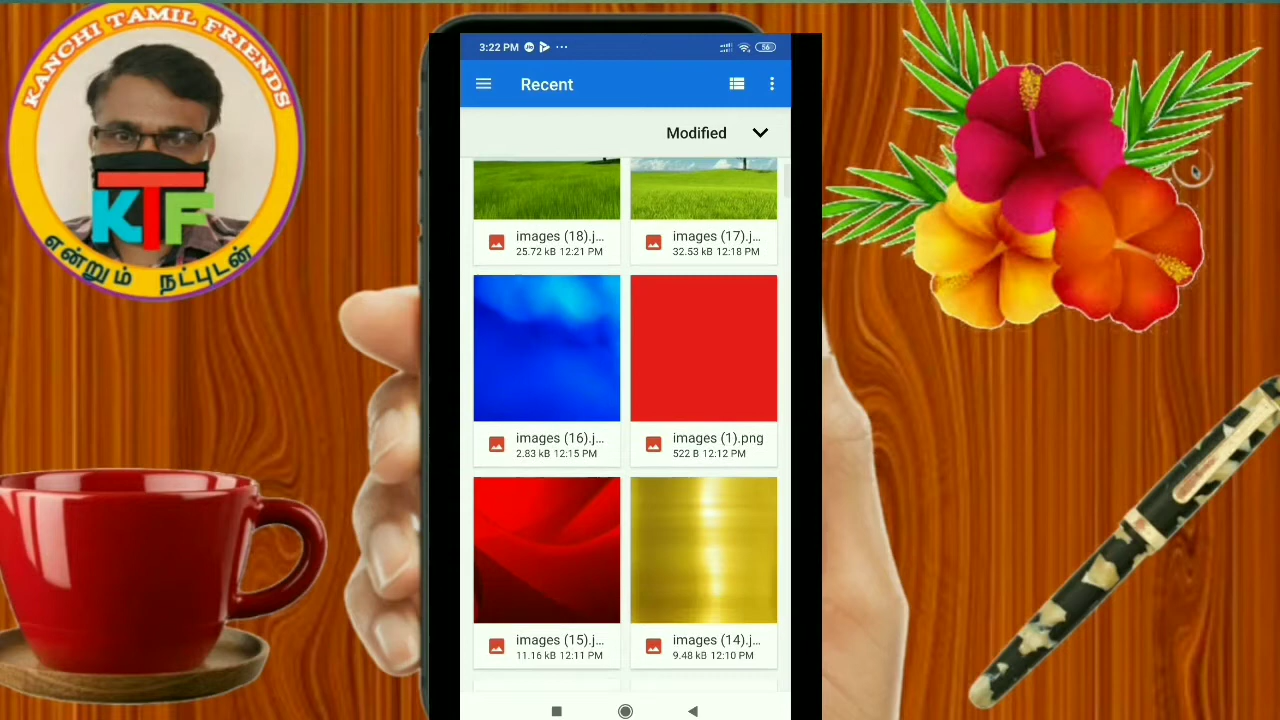 KANCHI TAMIL FRIENDS
KTF
என்றும் நட்புடன்
3:22 PM
56
Recent
Modified
images (18).j...
25.72 kB 12:21 PM
images (17).j...
32.53 kB 12:18 PM
images (16).j...
2.83 kB 12:15 PM
images (1).png
522 B 12:12 PM
images (15).j...
11.16 kB 12:11 PM
images (14).j...
9.48 kB 12:10 PM